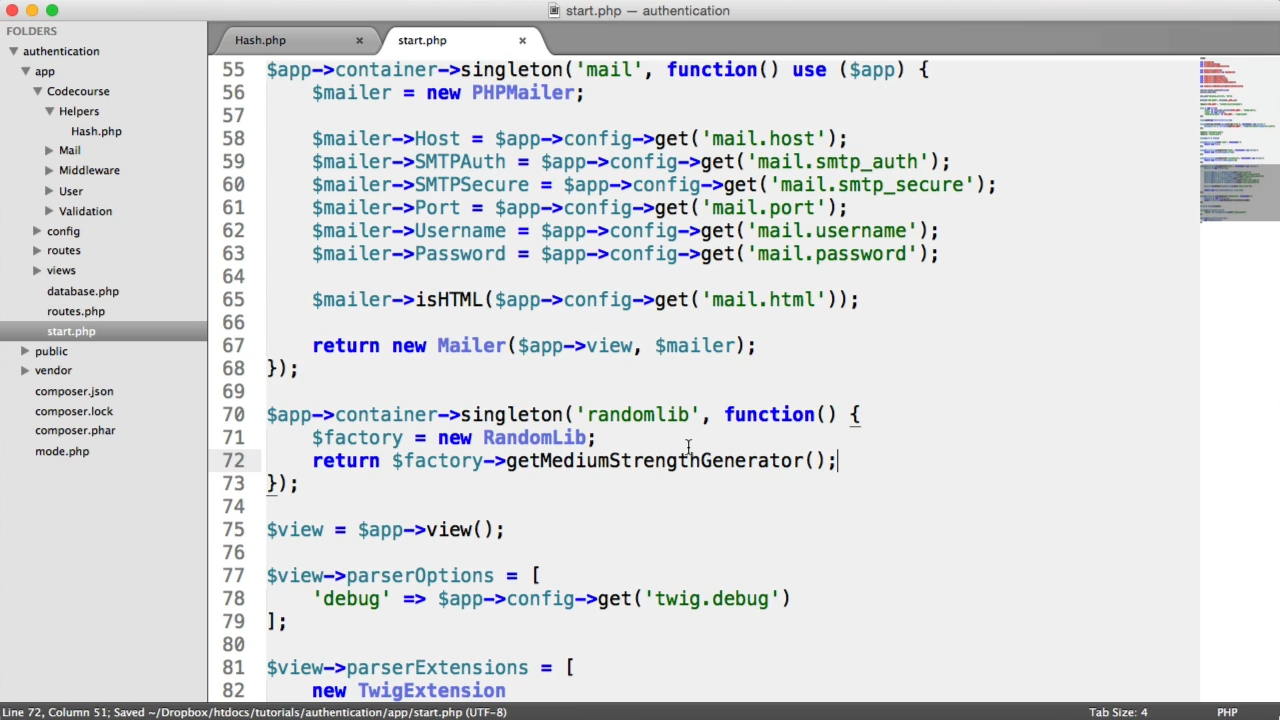 start.php — authentication
FOLDERS
authentication
app
Codecourse
Helpers
Hash.php
Mail
Middleware
User
Validation
config
routes
views
database.php
routes.php
start.php
public
vendor
composer.json
composer.lock
composer.phar
mode.php
Hash.php ×
start.php ×
55 $app->container->singleton('mail', function() use ($app) {
56     $mailer = new PHPMailer;
57
58     $mailer->Host = $app->config->get('mail.host');
59     $mailer->SMTPAuth = $app->config->get('mail.smtp_auth');
60     $mailer->SMTPSecure = $app->config->get('mail.smtp_secure');
61     $mailer->Port = $app->config->get('mail.port');
62     $mailer->Username = $app->config->get('mail.username');
63     $mailer->Password = $app->config->get('mail.password');
64
65     $mailer->isHTML($app->config->get('mail.html'));
66
67     return new Mailer($app->view, $mailer);
68 });
69
70 $app->container->singleton('randomlib', function() {
71     $factory = new RandomLib;
72     return $factory->getMediumStrengthGenerator();
73 });
74
75 $view = $app->view();
76
77 $view->parserOptions = [
78     'debug' => $app->config->get('twig.debug')
79 ];
80
81 $view->parserExtensions = [
82     new TwigExtension
Line 72, Column 51; Saved ~/Dropbox/htdocs/tutorials/authentication/app/start.php (UTF-8)
Tab Size: 4
PHP